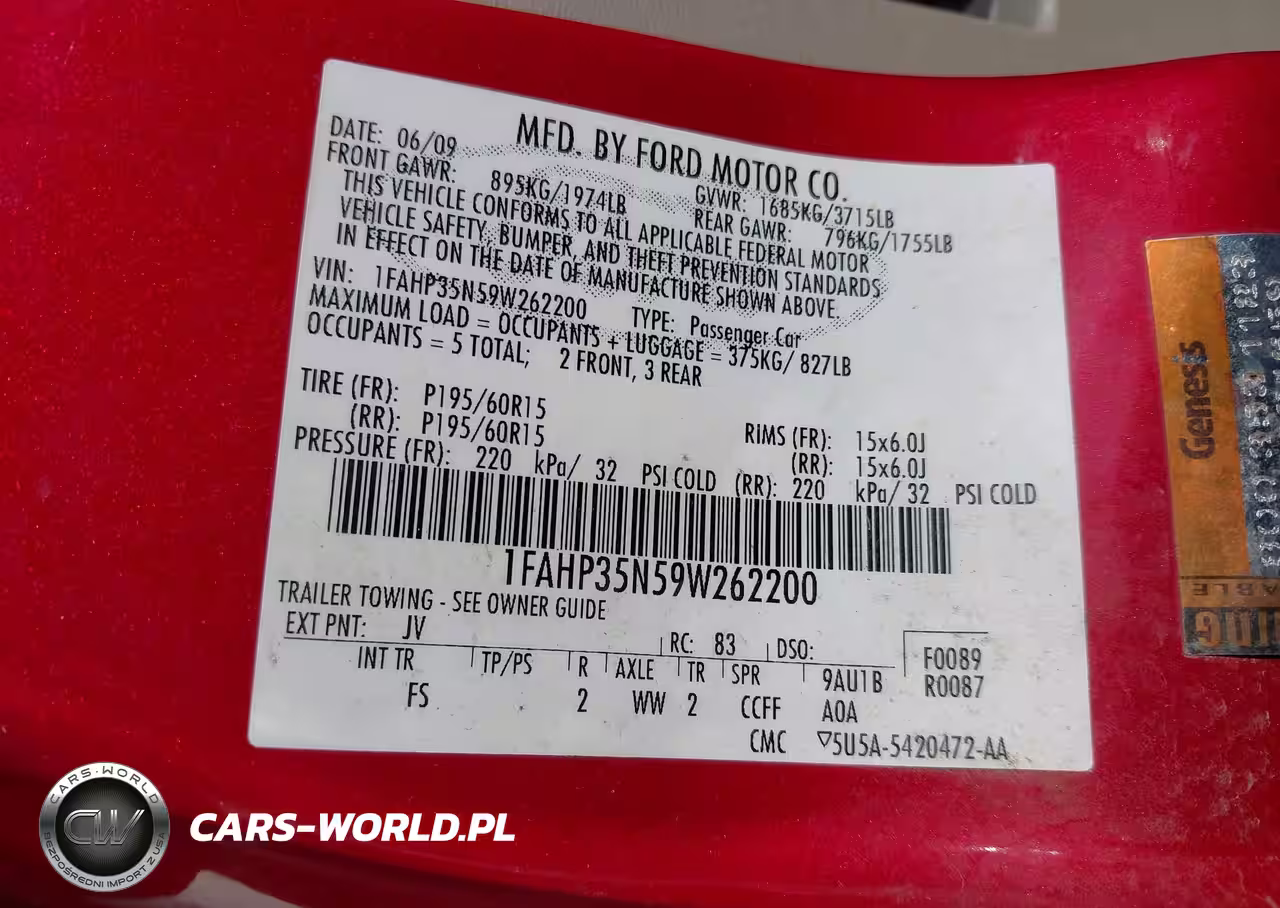 MFD. BY FORD MOTOR CO.
DATE: 06/09
GVWR: 1685KG/3715LB
FRONT GAWR: 895KG/1974LB REAR GAWR: 796KG/1755LB
THIS VEHICLE CONFORMS TO ALL APPLICABLE FEDERAL MOTOR
VEHICLE SAFETY, BUMPER, AND THEFT PREVENTION STANDARDS
IN EFFECT ON THE DATE OF MANUFACTURE SHOWN ABOVE.
VIN: 1FAHP35N59W262200 TYPE: Passenger Car
MAXIMUM LOAD = OCCUPANTS + LUGGAGE = 375KG/ 827LB
OCCUPANTS = 5 TOTAL; 2 FRONT, 3 REAR
TIRE (FR): P195/60R15 RIMS (FR): 15x6.0J
(RR): P195/60R15 (RR): 15x6.0J
PRESSURE (FR): 220 kPa/ 32 PSI COLD (RR): 220 kPa/ 32 PSI COLD
1FAHP35N59W262200
TRAILER TOWING - SEE OWNER GUIDE
EXT PNT: JV RC: 83 DSO: F0089
INT TR TP/PS R AXLE TR SPR 9AU1B R0087
FS 2 WW 2 CCFF A0A
CMC ▽5U5A-5420472-AA
Genesis
CARS-WORLD
CW
BEZPOŚREDNI IMPORT Z USA
CARS-WORLD.PL